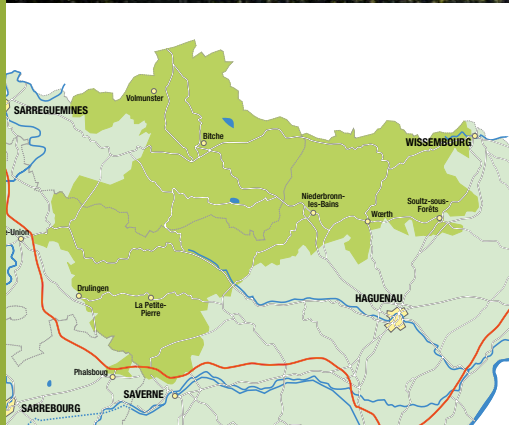 Volmunster
SARREGUEMINES
Bitche
WISSEMBOURG
Niederbronn-
les-Bains
Wœrth
Soultz-sous-
Forêts
e-Union
Drulingen
La Petite-
Pierre
HAGUENAU
Phalsboug
SAVERNE
SARREBOURG